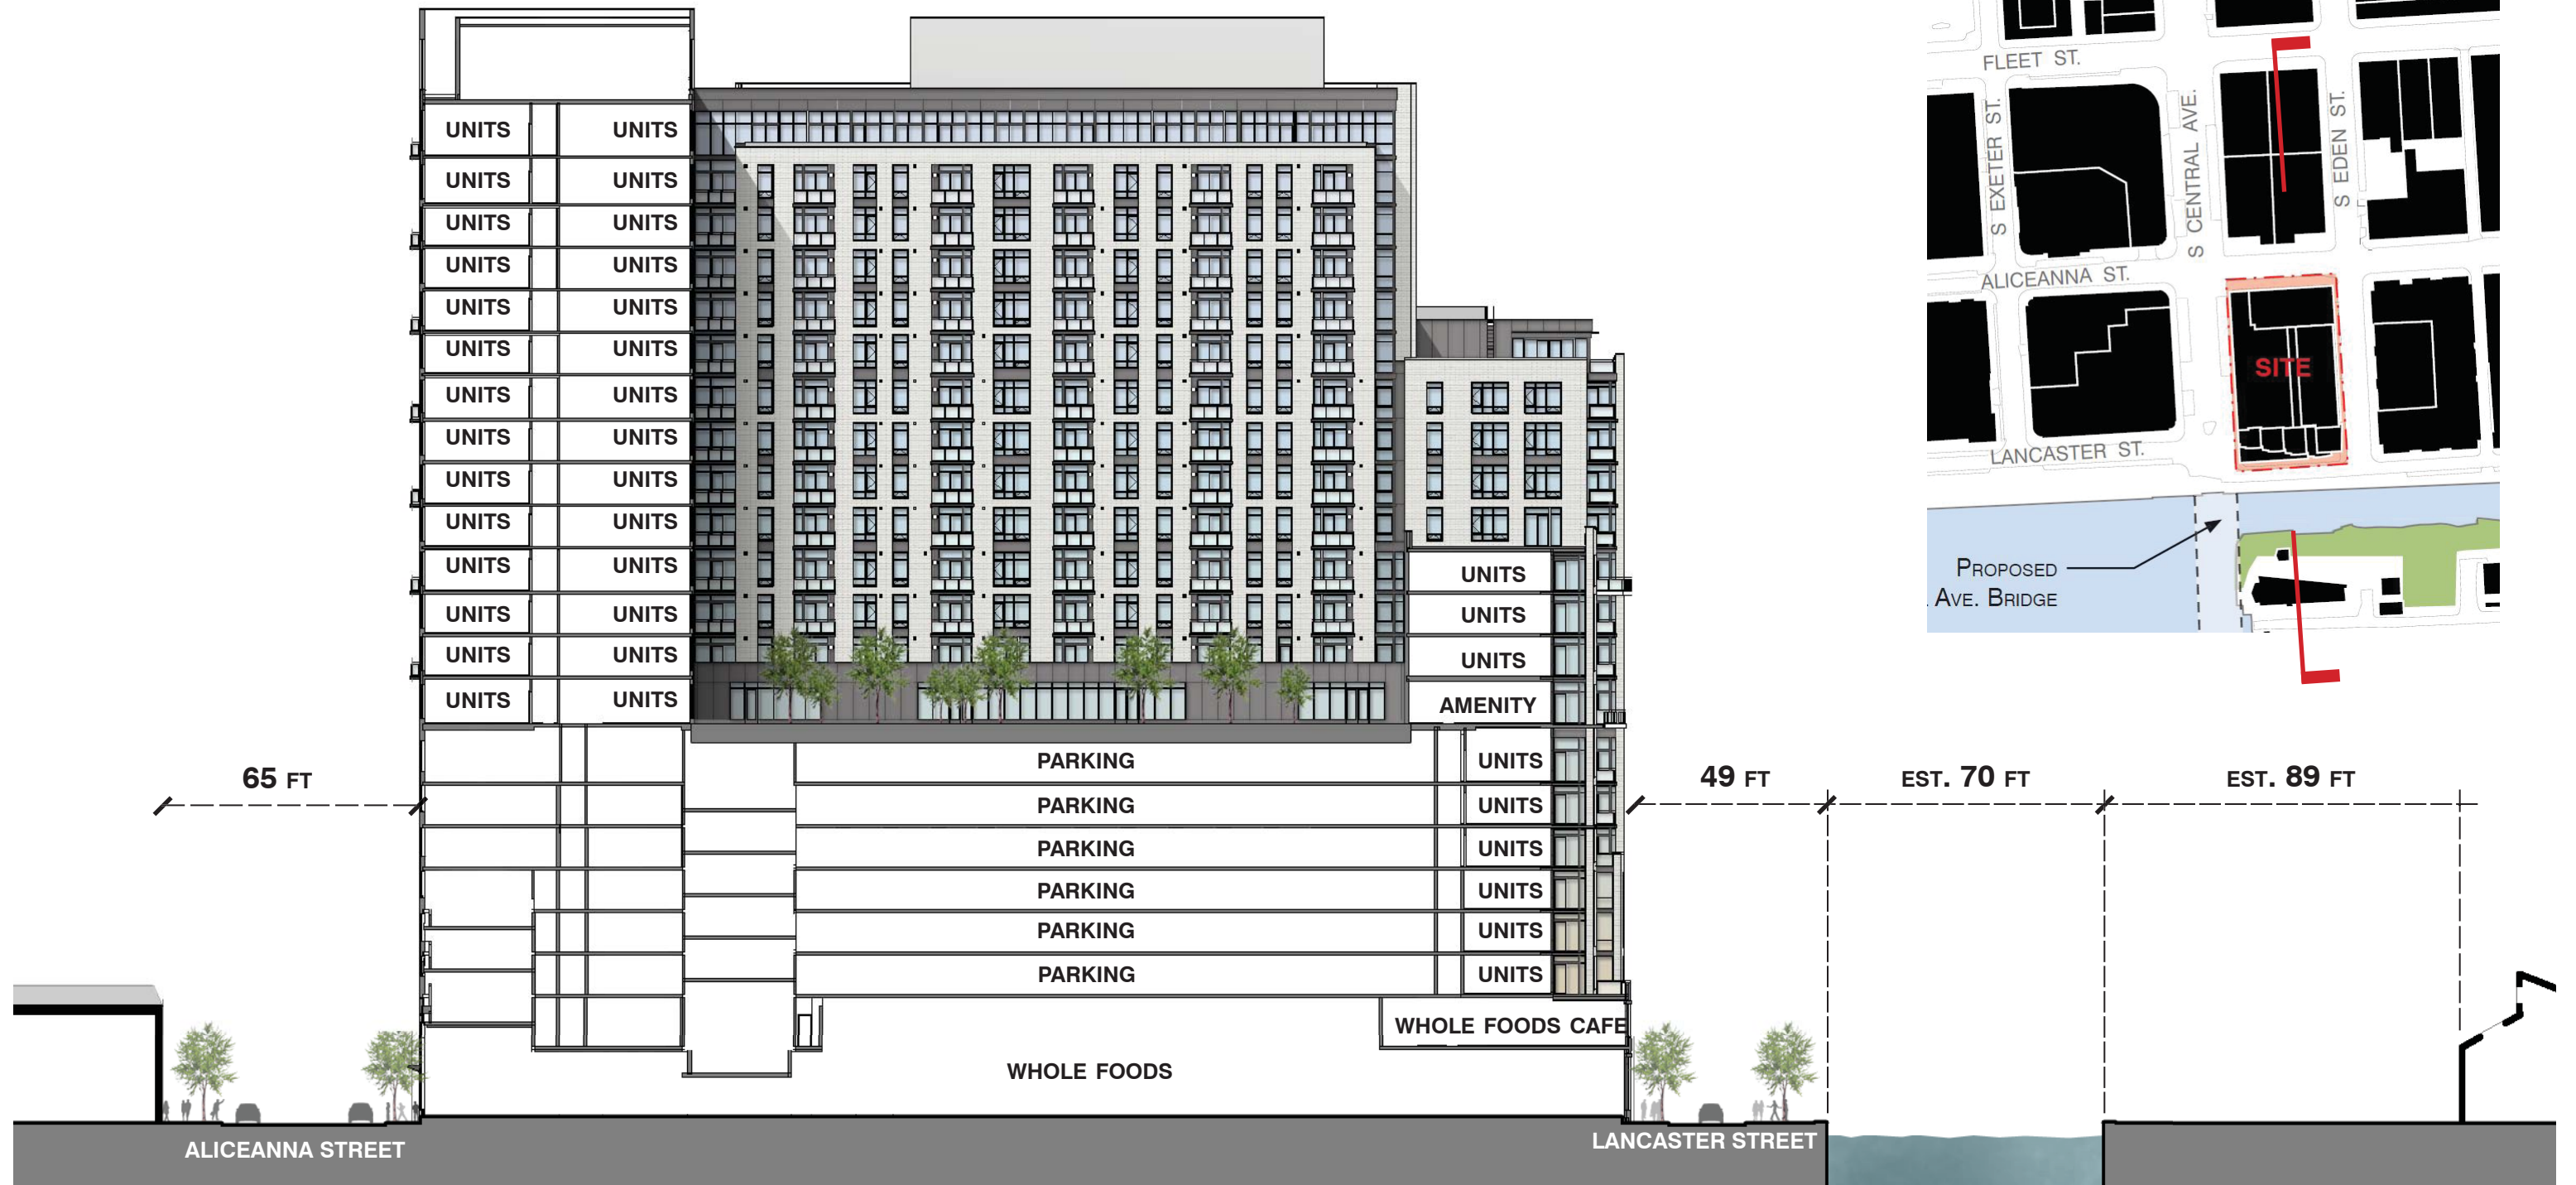 FLEET ST.
S EXETER ST.
S CENTRAL AVE.
S EDEN ST.
ALICEANNA ST.
SITE
LANCASTER ST.
PROPOSED
. AVE. BRIDGE
UNITS UNITS
UNITS UNITS
UNITS UNITS
UNITS UNITS
UNITS UNITS
UNITS UNITS
UNITS UNITS
UNITS UNITS
UNITS UNITS
UNITS UNITS
UNITS UNITS
UNITS UNITS
UNITS UNITS
UNITS UNITS
UNITS
UNITS
UNITS
AMENITY
PARKING UNITS
PARKING UNITS
PARKING UNITS
PARKING UNITS
PARKING UNITS
PARKING UNITS
65 FT
49 FT
EST. 70 FT
EST. 89 FT
WHOLE FOODS CAFE
WHOLE FOODS
ALICEANNA STREET
LANCASTER STREET